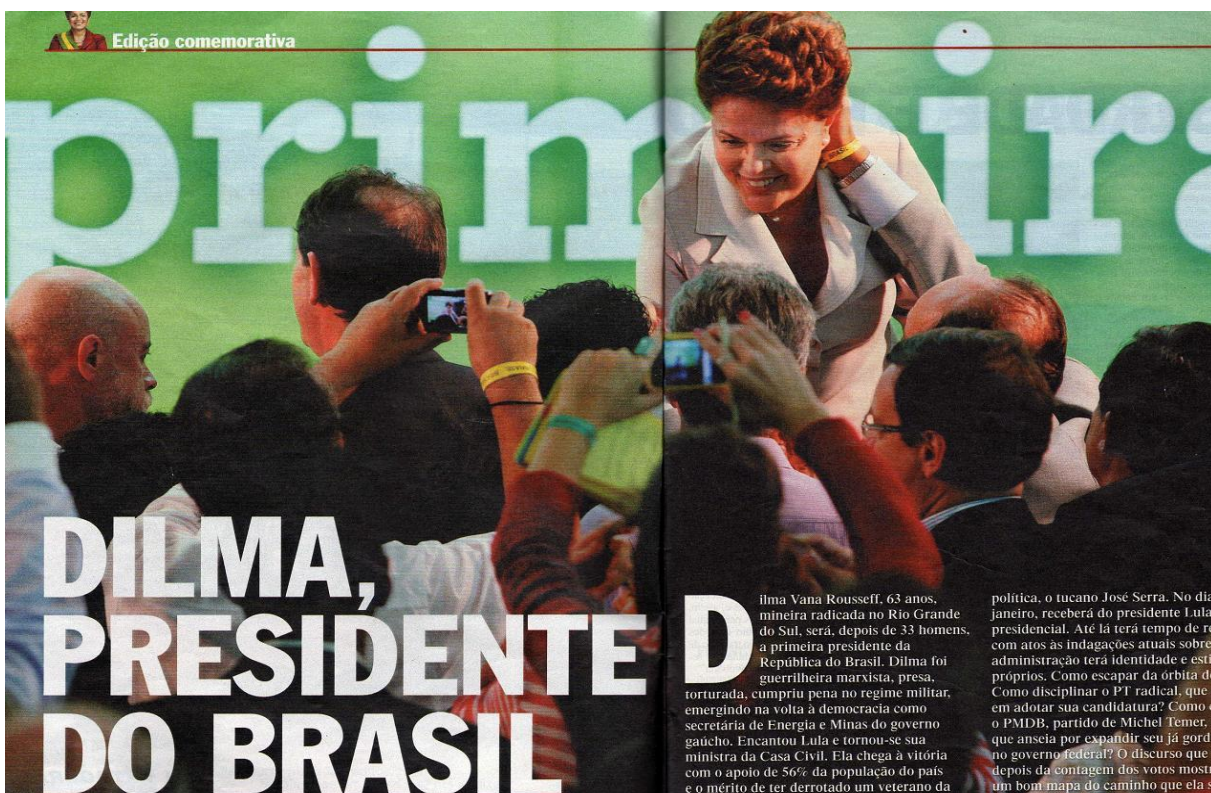 Edição comemorativa
primeira
DILMA,
PRESIDENTE
DO BRASIL
Dilma Vana Rousseff, 63 anos,
mineira radicada no Rio Grande
do Sul, será, depois de 33 homens,
a primeira presidente da
República do Brasil. Dilma foi
guerrilheira marxista, presa,
torturada, cumpriu pena no regime militar,
emergindo na volta à democracia como
secretária de Energia e Minas do governo
gaúcho. Encantou Lula e tornou-se sua
ministra da Casa Civil. Ela chega à vitória
com o apoio de 56% da população do país
e o mérito de ter derrotado um veterano da
política, o tucano José Serra. No dia
janeiro, receberá do presidente Lula
presidencial. Até lá terá tempo de
com atos às indagações atuais sobre
administração terá identidade e
próprios. Como escapar da órbita
Como disciplinar o PT radical, que
em adotar sua candidatura? Como
o PMDB, partido de Michel Temer,
que anseia por expandir seu já
no governo federal? O discurso que
depois da contagem dos votos
um bom mapa do caminho que ela